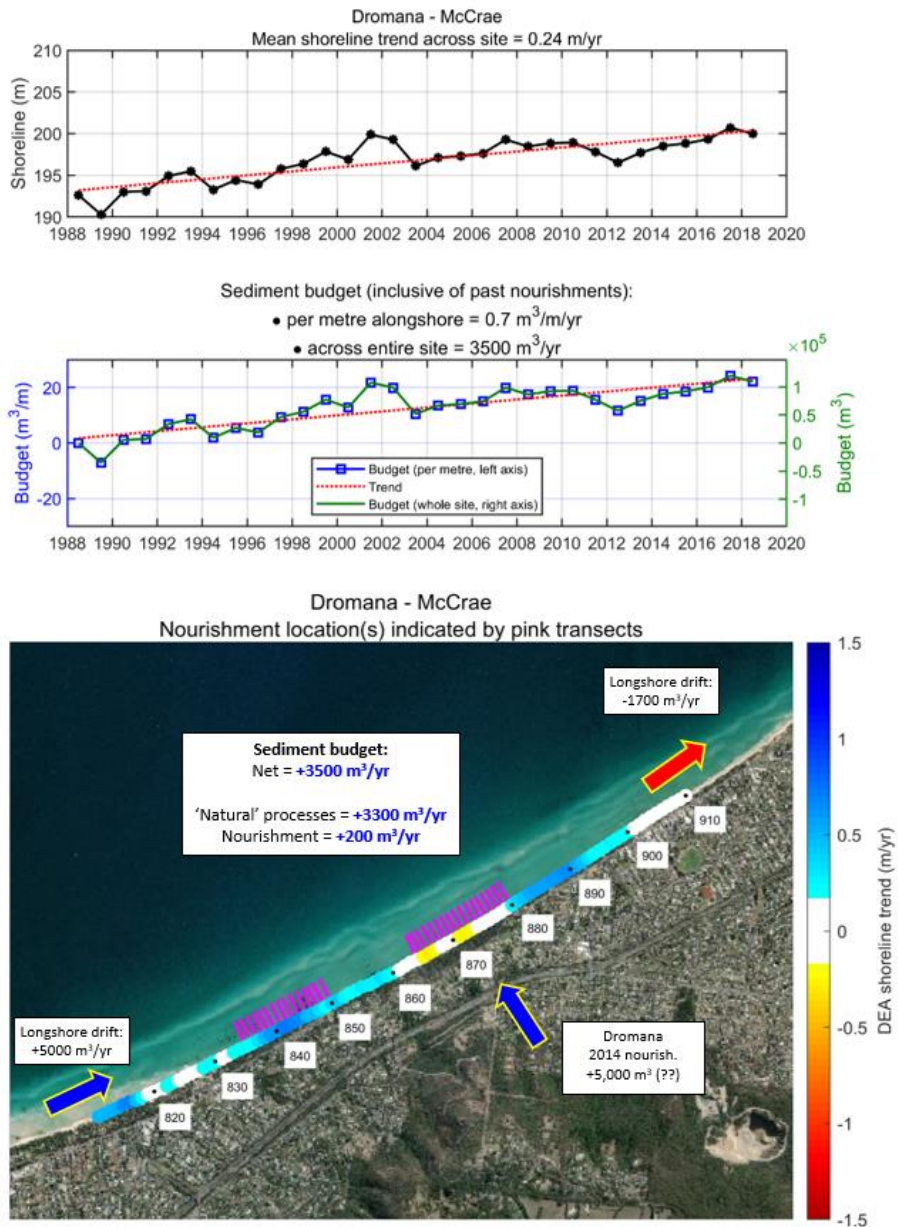 Dromana - McCrae
Mean shoreline trend across site = 0.24 m/yr
Shoreline (m)
210
205
200
195
190
1988 1990 1992 1994 1996 1998 2000 2002 2004 2006 2008 2010 2012 2014 2016 2018 2020
Sediment budget (inclusive of past nourishments):
• per metre alongshore = 0.7 m³/m/yr
• across entire site = 3500 m³/yr
×10⁵
Budget (m³/m)
20
0
-20
Budget (per metre, left axis)
Trend
Budget (whole site, right axis)
1
0.5
0
-0.5
-1
Budget (m³)
1988 1990 1992 1994 1996 1998 2000 2002 2004 2006 2008 2010 2012 2014 2016 2018 2020
Dromana - McCrae
Nourishment location(s) indicated by pink transects
Longshore drift:
-1700 m³/yr
Sediment budget:
Net = +3500 m³/yr
‘Natural’ processes = +3300 m³/yr
Nourishment = +200 m³/yr
910
900
890
880
870
860
850
840
830
820
Longshore drift:
+5000 m³/yr
Dromana
2014 nourish.
+5,000 m³ (??)
1.5
1
0.5
0
-0.5
-1
-1.5
DEA shoreline trend (m/yr)